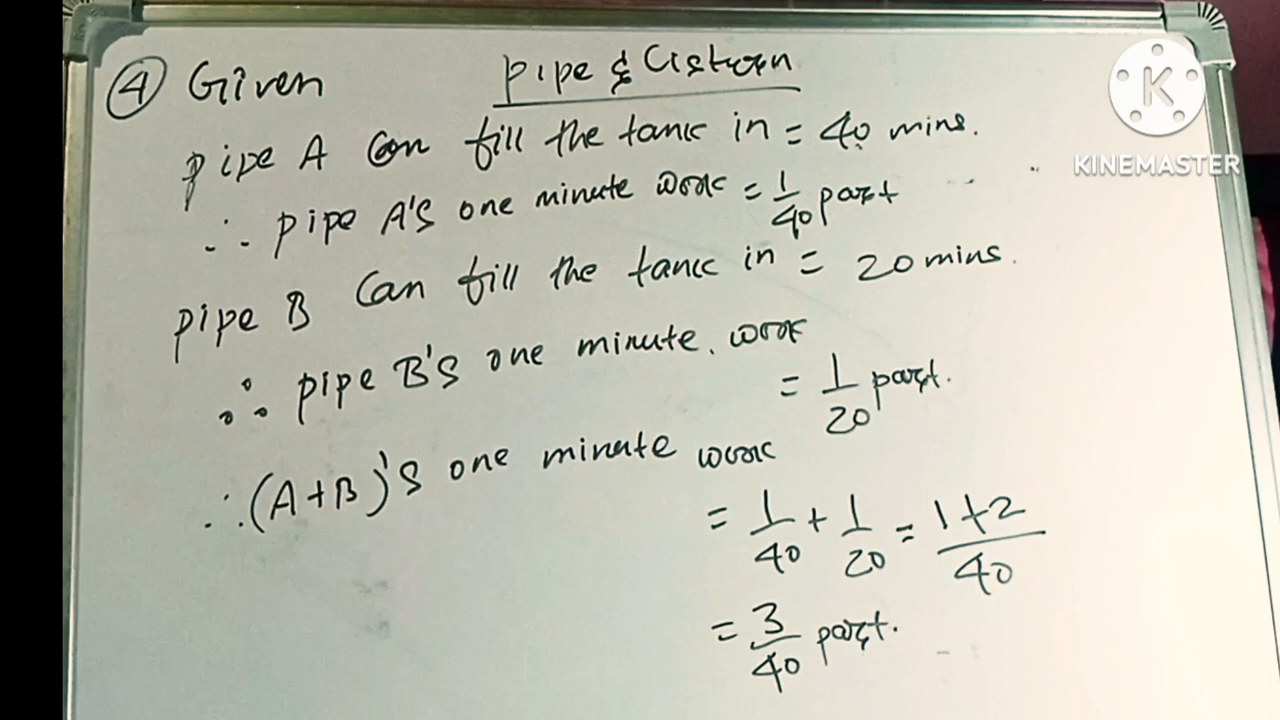 ④ Given Pipe & Cistern
K
KINEMASTER
pipe A can fill the tank in = 40 mins.
∴ pipe A's one minute work = 1/40 part
pipe B can fill the tank in = 20 mins.
∴ pipe B's one minute work
= 1/20 part.
∴ (A+B)'s one minute work
= 1/40 + 1/20 = 1+2/40
= 3/40 part.